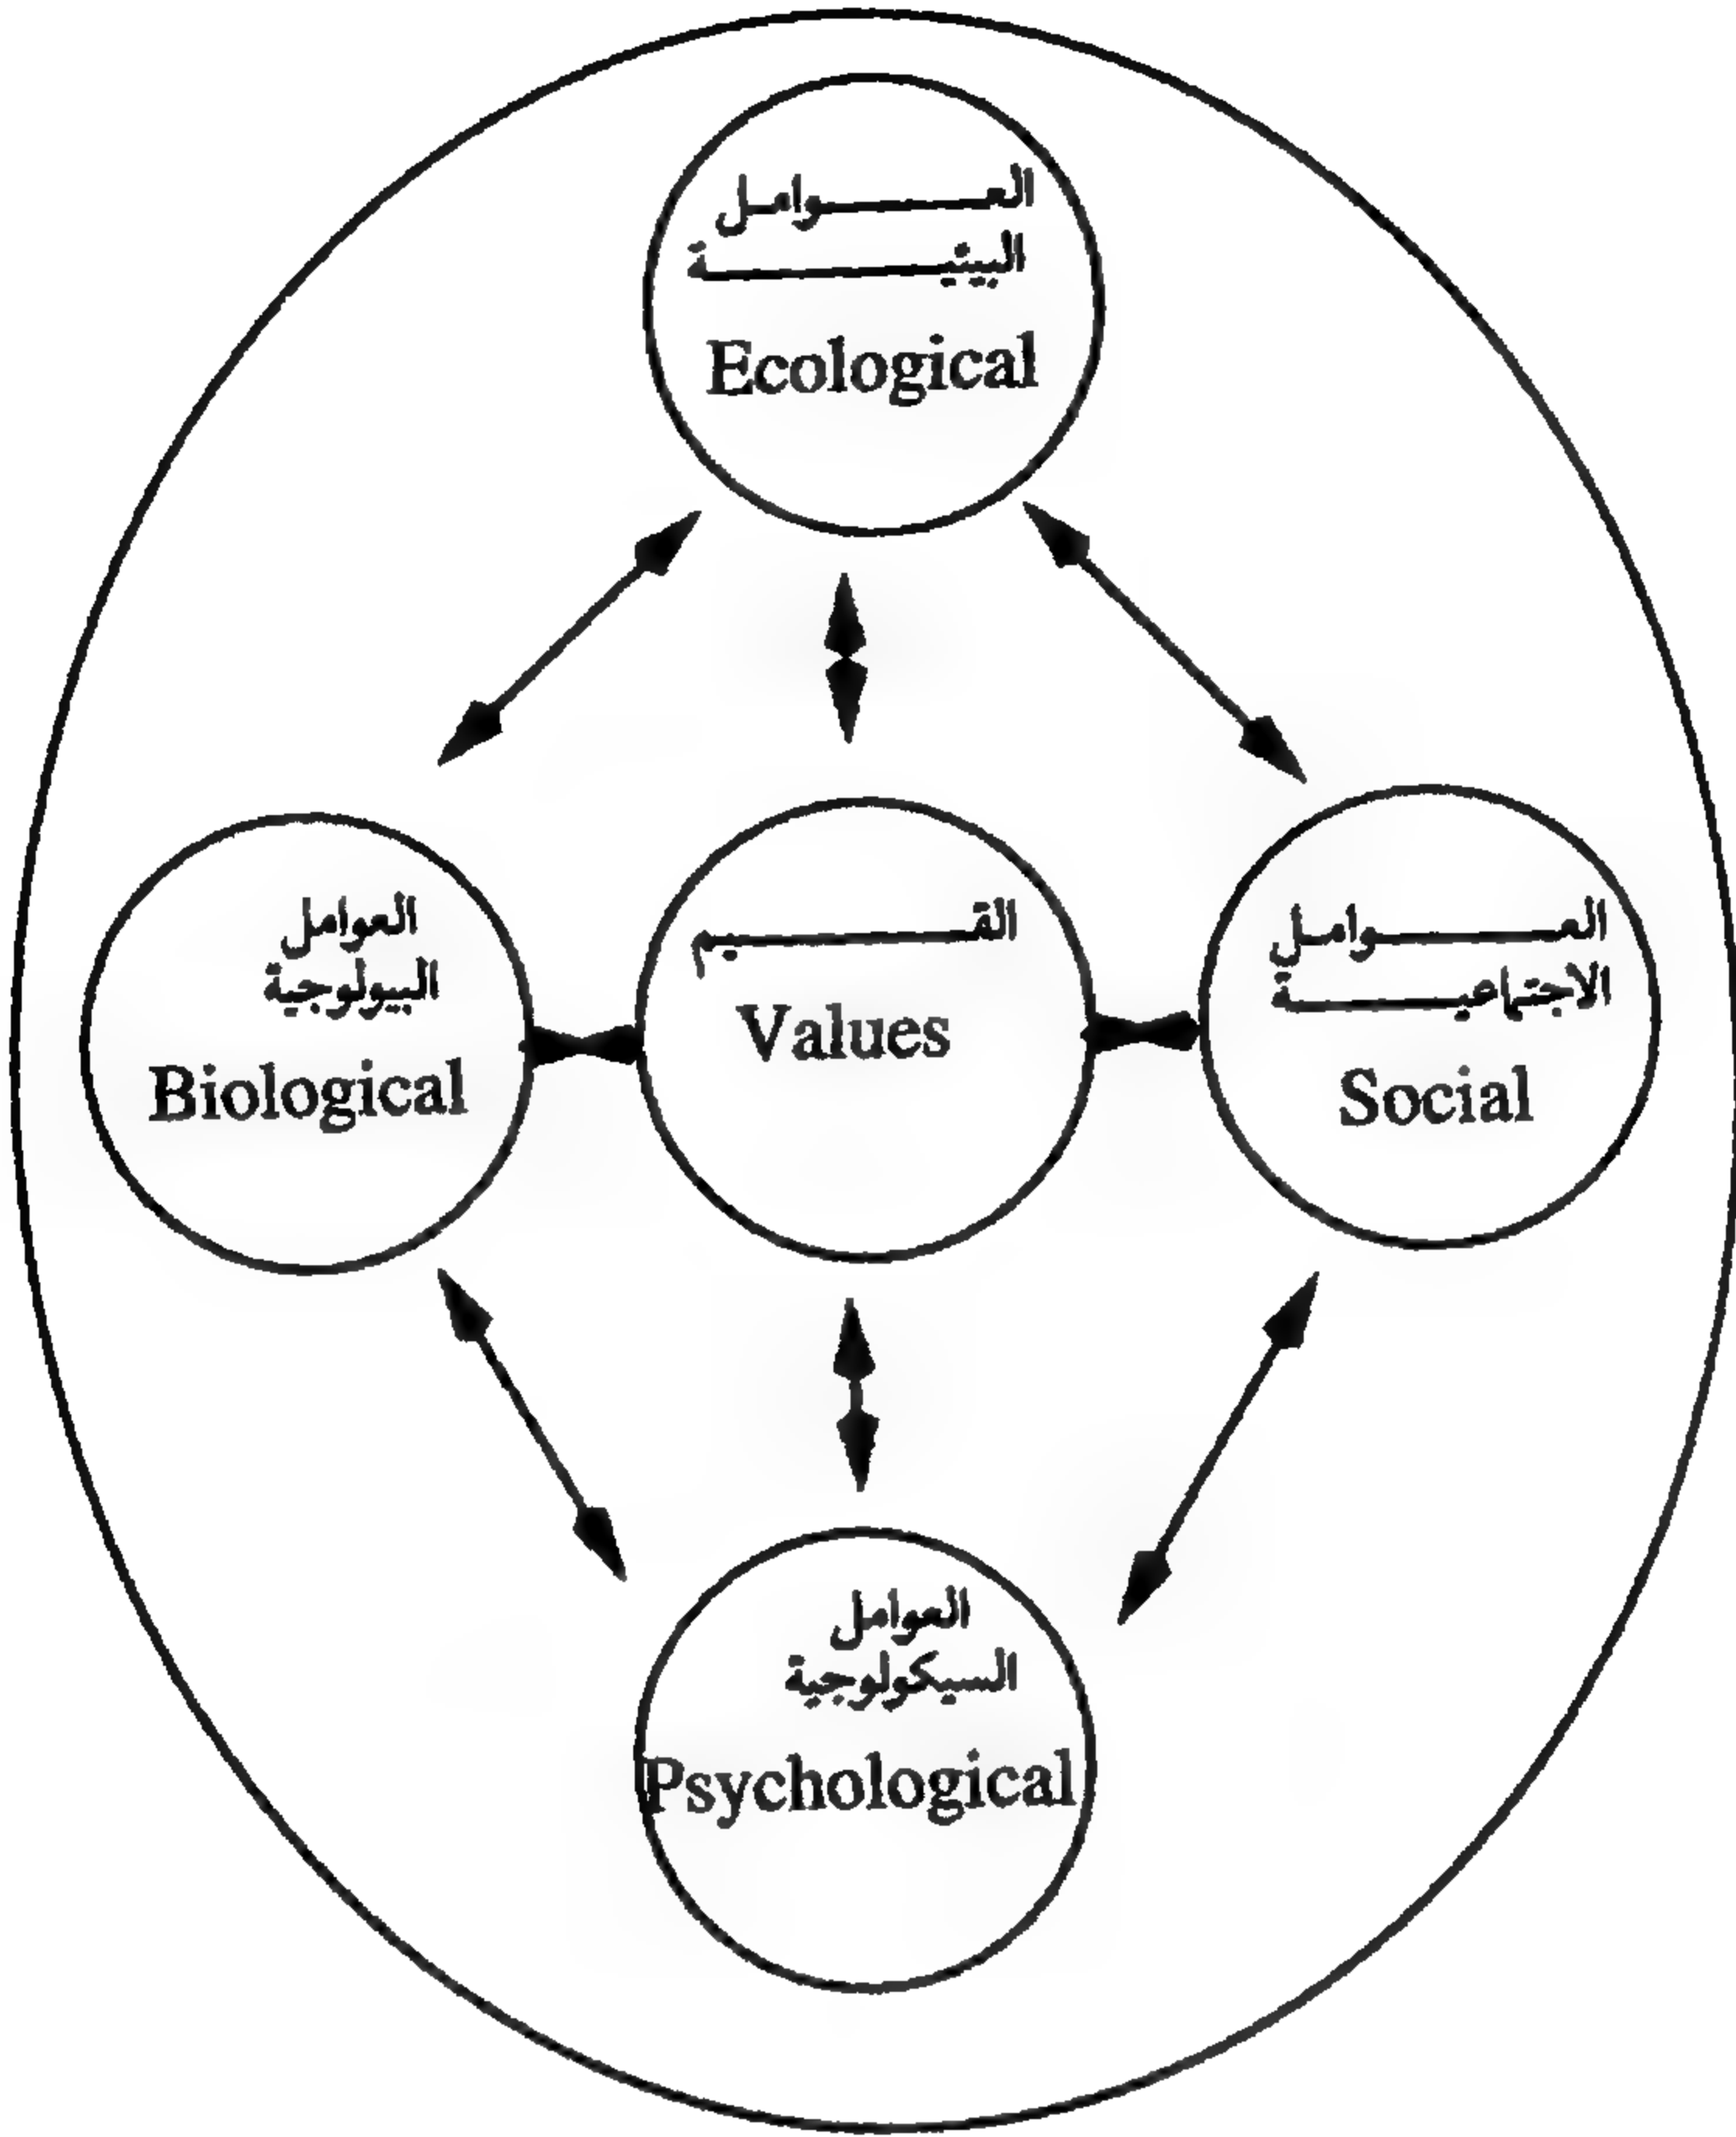 العوامل
البيئية
Ecological
العوامل
البيولوجية
Biological
القيم
Values
العوامل
الاجتماعية
Social
العوامل
السيكولوجية
Psychological